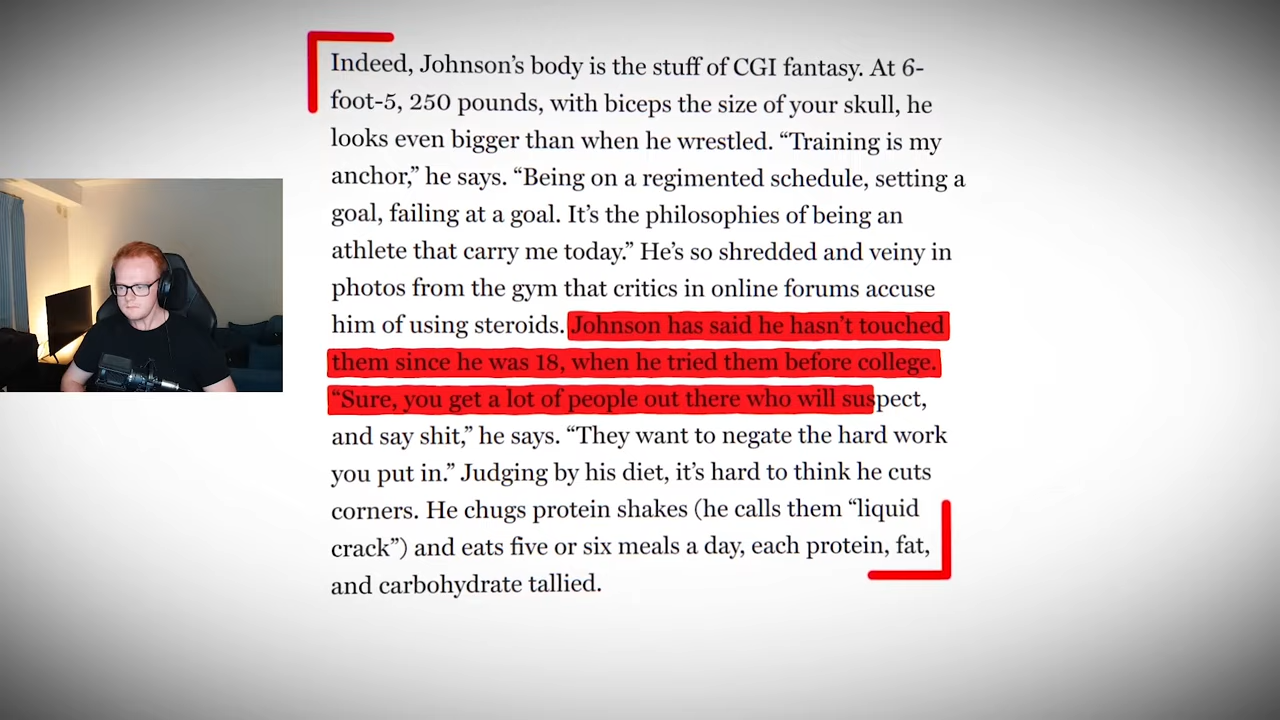 Indeed, Johnson’s body is the stuff of CGI fantasy. At 6-
foot-5, 250 pounds, with biceps the size of your skull, he
looks even bigger than when he wrestled. “Training is my
anchor,” he says. “Being on a regimented schedule, setting a
goal, failing at a goal. It’s the philosophies of being an
athlete that carry me today.” He’s so shredded and veiny in
photos from the gym that critics in online forums accuse
him of using steroids. Johnson has said he hasn’t touched
them since he was 18, when he tried them before college.
“Sure, you get a lot of people out there who will suspect,
and say shit,” he says. “They want to negate the hard work
you put in.” Judging by his diet, it’s hard to think he cuts
corners. He chugs protein shakes (he calls them “liquid
crack”) and eats five or six meals a day, each protein, fat,
and carbohydrate tallied.